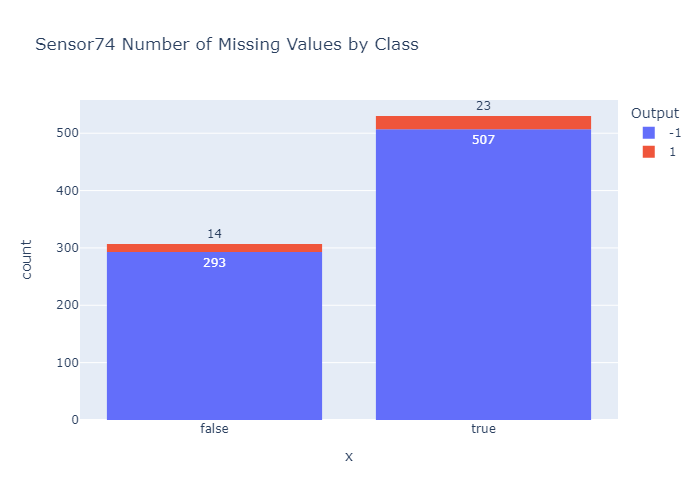 Sensor74 Number of Missing Values by Class
23
Output
-1
1
507
14
293
500
400
300
200
100
0
count
false
true
x